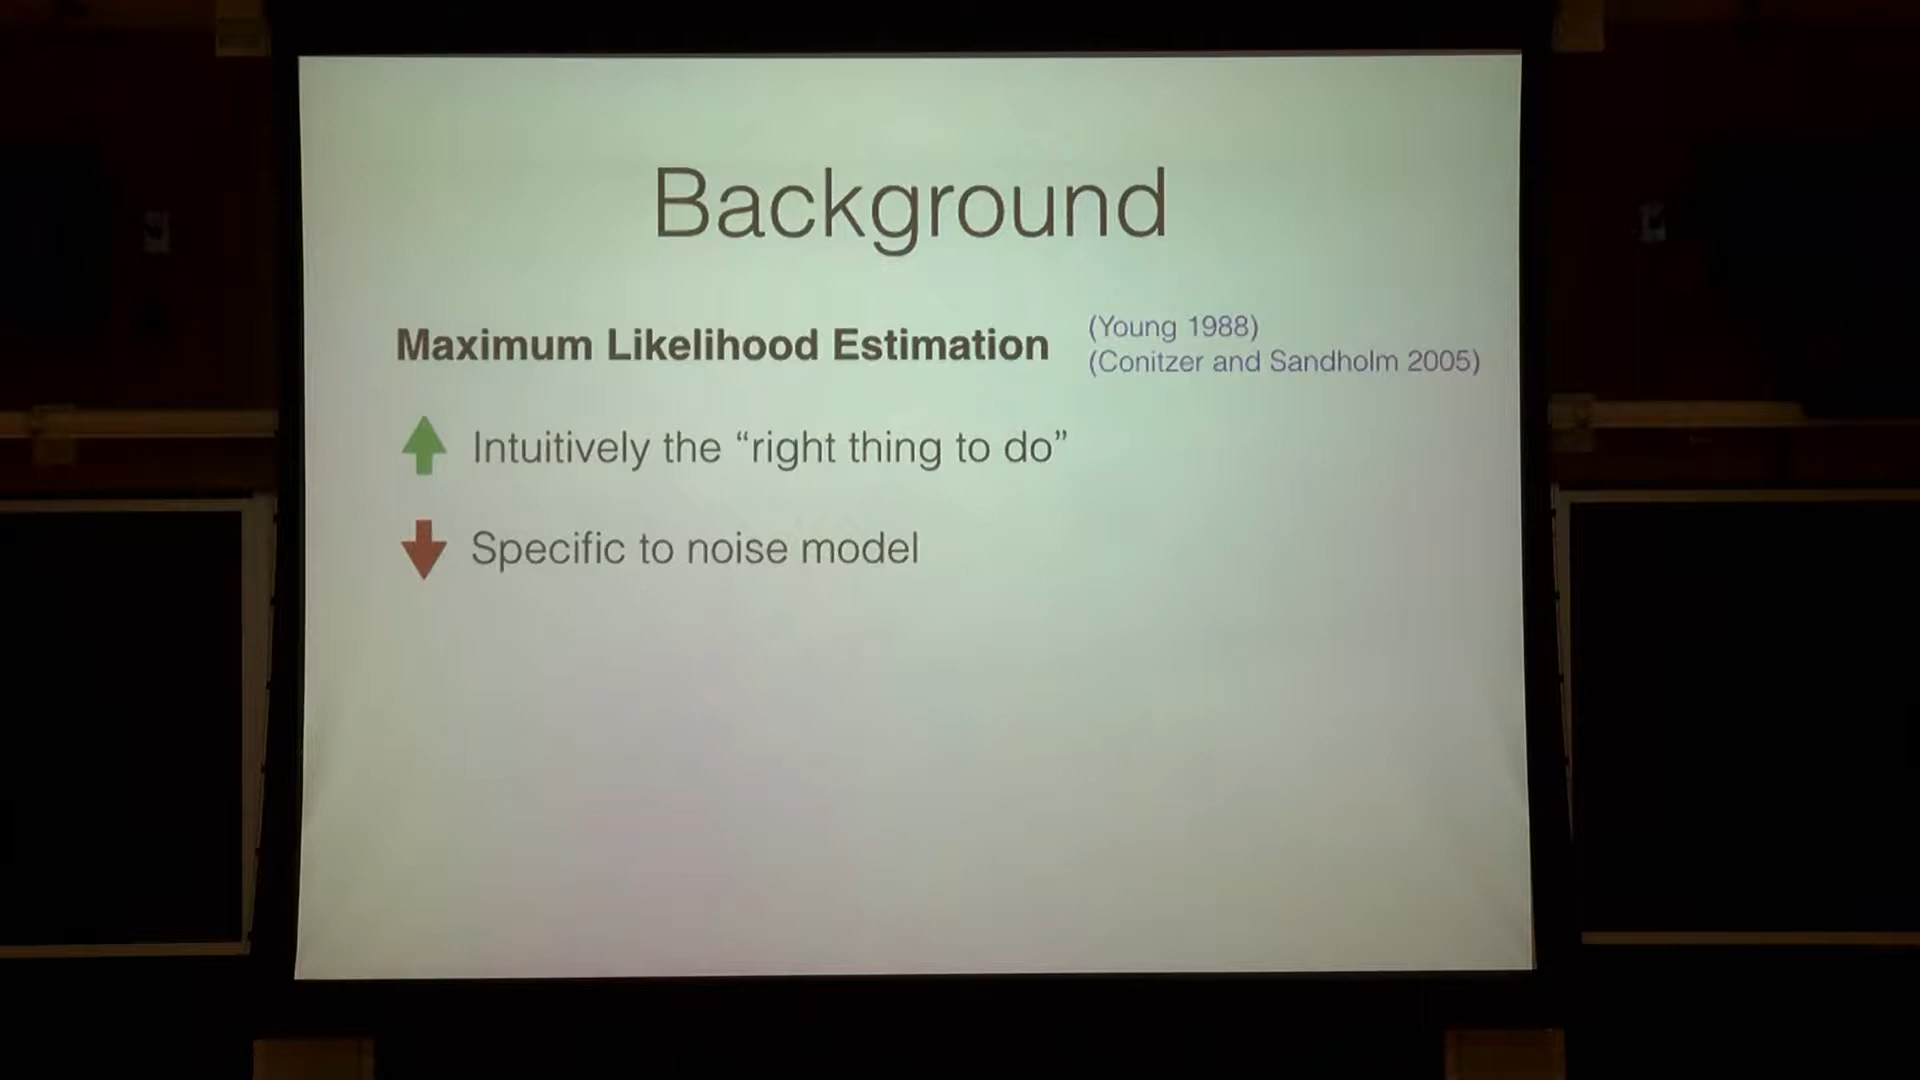 Background
Maximum Likelihood Estimation
(Young 1988)
(Conitzer and Sandholm 2005)
Intuitively the “right thing to do”
Specific to noise model